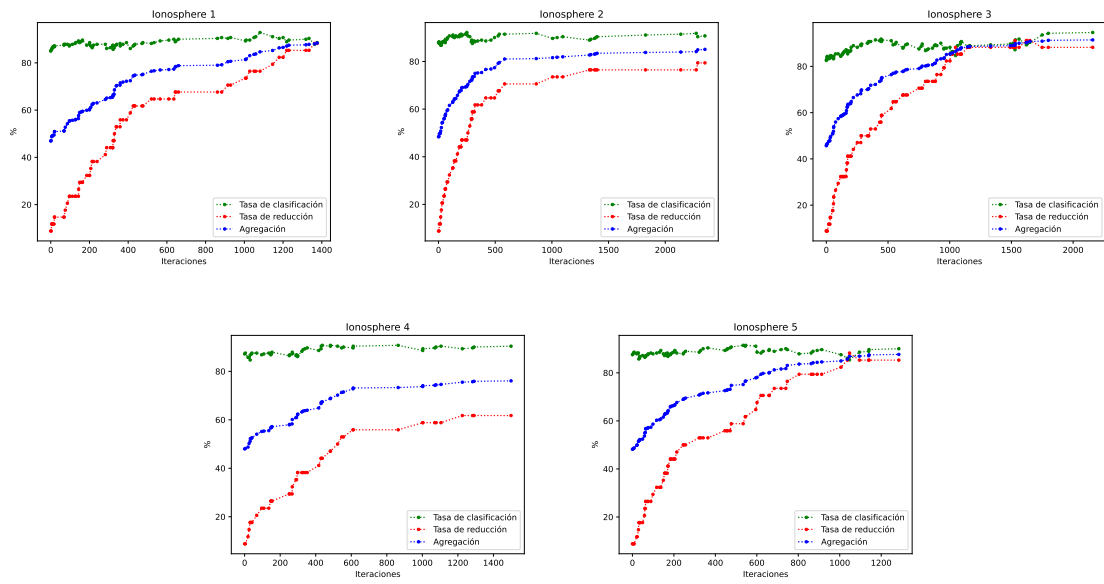 Ionosphere 1
%
80
60
40
20
0
200
400
600
800
1000
1200
1400
Iteraciones
Tasa de clasificación
Tasa de reducción
Agregación
Ionosphere 2
%
80
60
40
20
0
500
1000
1500
2000
Iteraciones
Tasa de clasificación
Tasa de reducción
Agregación
Ionosphere 3
%
80
60
40
20
0
500
1000
1500
2000
Iteraciones
Tasa de clasificación
Tasa de reducción
Agregación
Ionosphere 4
%
80
60
40
20
0
200
400
600
800
1000
1200
1400
Iteraciones
Tasa de clasificación
Tasa de reducción
Agregación
Ionosphere 5
%
80
60
40
20
0
200
400
600
800
1000
1200
Iteraciones
Tasa de clasificación
Tasa de reducción
Agregación